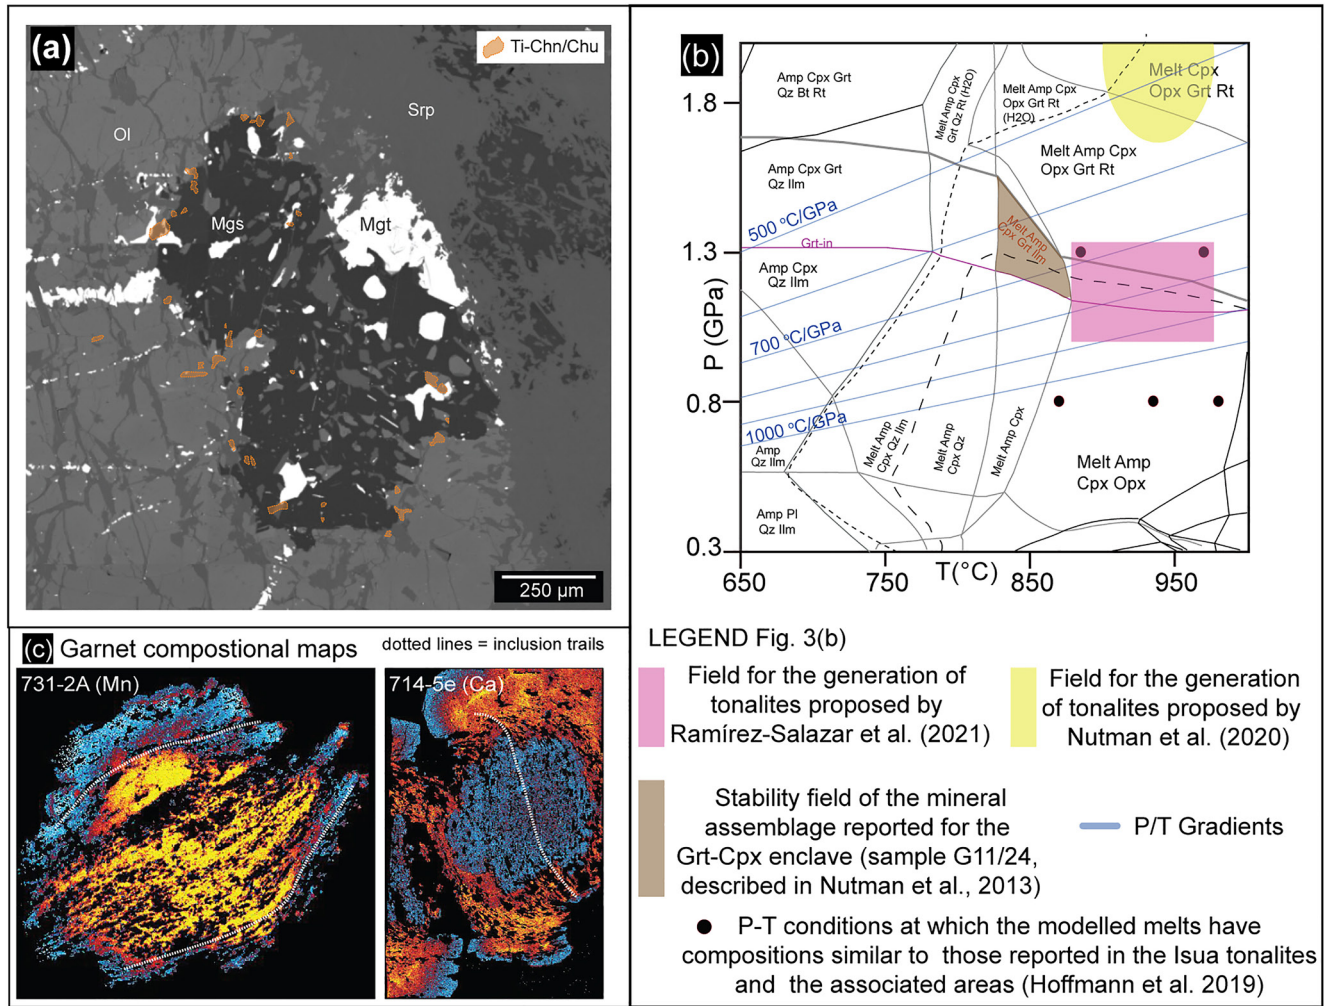 (a)
Ti-Chn/Chu
Ol
Srp
Mgs
Mgt
250 µm
(b)
P (GPa)
1.8
1.3
0.8
0.3
650
750
850
950
T(°C)
Amp Cpx Grt
Qz Bt Rt
Melt Amp Cpx
Grt Qz Rt (H2O)
Melt Amp Cpx
Opx Grt Rt
(H2O)
Melt Cpx
Opx Grt Rt
Amp Cpx Grt
Qz Ilm
Melt Amp Cpx
Opx Grt Rt
500 °C/GPa
Grt-in
Melt Amp
Cpx Grt Ilm
Amp Cpx
Qz Ilm
700 °C/GPa
1000 °C/GPa
Amp
Qz Ilm
Melt Amp
Cpx Qz Ilm
Melt Amp
Cpx Qz
Melt Amp Cpx
Melt Amp
Cpx Opx
Amp Pl
Qz Ilm
(c) Garnet compostional maps
dotted lines = inclusion trails
731-2A (Mn)
714-5e (Ca)
LEGEND Fig. 3(b)
Field for the generation of
tonalites proposed by
Ramírez-Salazar et al. (2021)
Field for the generation
of tonalites proposed by
Nutman et al. (2020)
Stability field of the mineral
assemblage reported for the
Grt-Cpx enclave (sample G11/24,
described in Nutman et al., 2013)
P/T Gradients
P-T conditions at which the modelled melts have
compositions similar to those reported in the Isua tonalites
and the associated areas (Hoffmann et al. 2019)